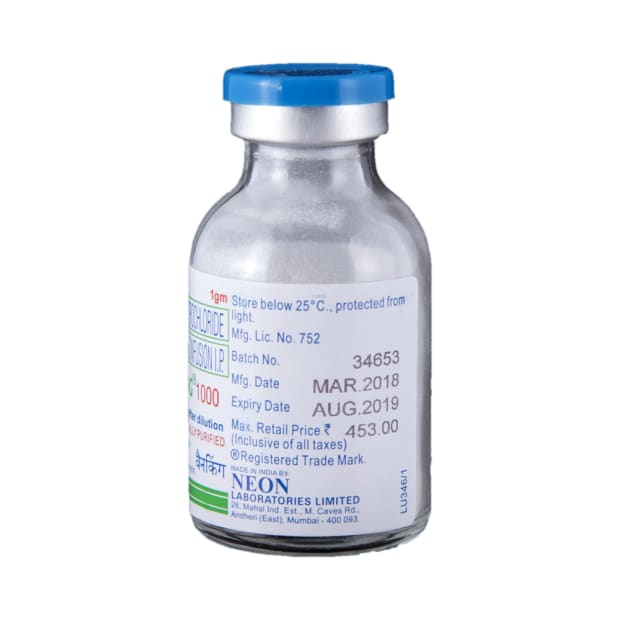 1gm
OCHLORIDE
INFUSION I.P.
C®1000
after dilution
ALLY PURIFIED
वैनकिंग
Store below 25°C., protected from
light.
Mfg. Lic. No. 752
Batch No. 34653
Mfg. Date MAR.2018
Expiry Date AUG.2019
Max. Retail Price ₹ 453.00
(Inclusive of all taxes)
®Registered Trade Mark.
MADE IN INDIA BY:
NEON
LABORATORIES LIMITED
28, Mahal Ind. Est., M. Caves Rd.,
Andheri (East), Mumbai - 400 093.
LU346/1